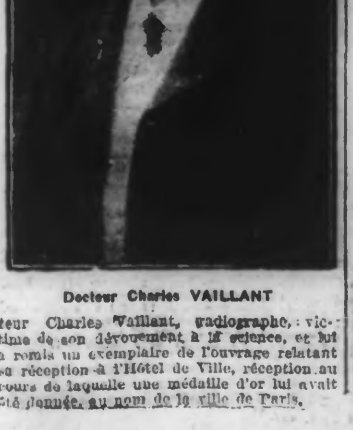 Docteur Charles VAILLANT
teur Charles Vaillant, radiographe, vic-
time de son dévouement à la science, et lui
a remis un exemplaire de l'ouvrage relatant
sa réception à l'Hôtel de Ville, réception au
cours de laquelle une médaille d'or lui avait
été donnée, au nom de la ville de Paris.